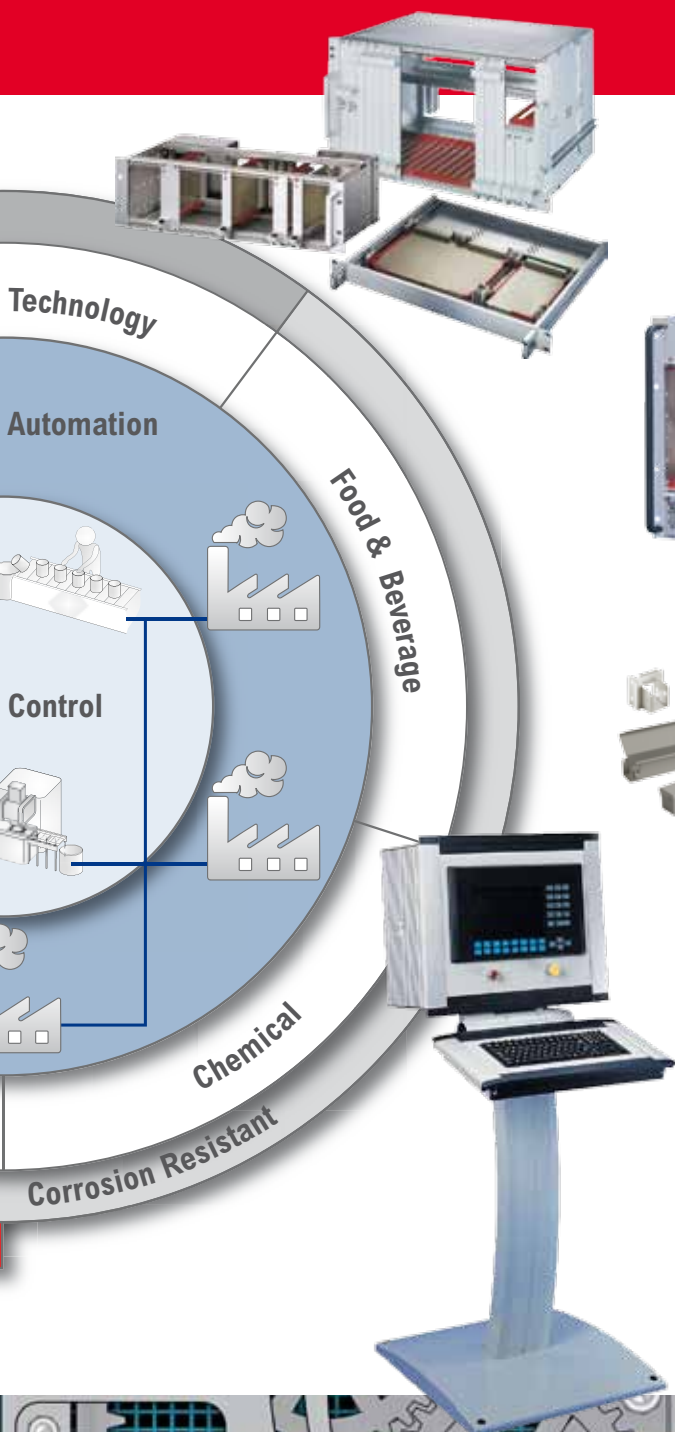 Technology
Automation
Food & Beverage
Control
Chemical
Corrosion Resistant